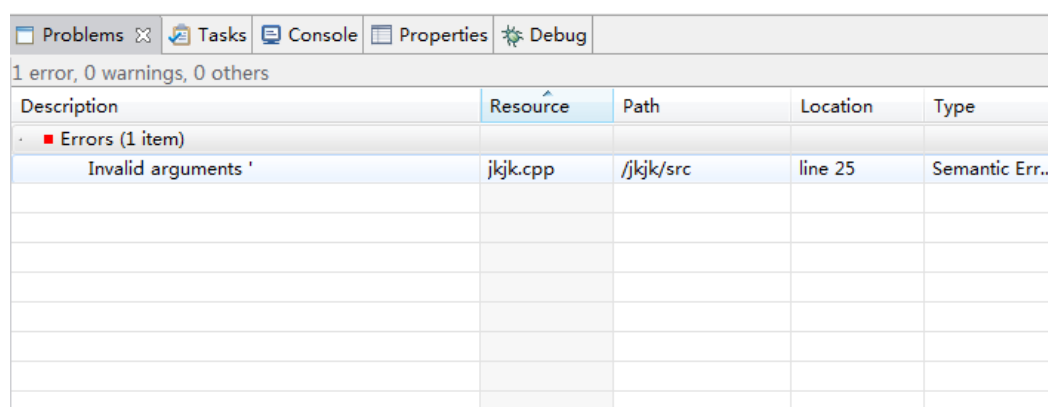 Problems Tasks Console Properties Debug
1 error, 0 warnings, 0 others
Description Resource Path Location Type
Errors (1 item)
Invalid arguments ' jkjk.cpp /jkjk/src line 25 Semantic Err...